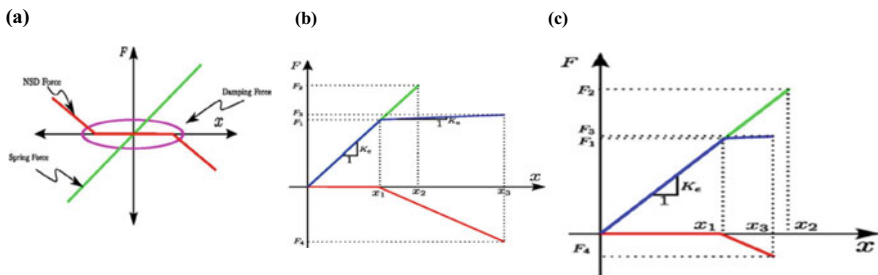 (a)
F
NSD Force
Damping Force
x
Spring Force
(b)
F
F₂
F₃
F₁
Kₑ
1
Kₑ
1
x
x₁
x₂
x₃
F₄
(c)
F
F₂
F₃
F₁
Kₑ
1
x₁
x₃
x₂
F₄
x